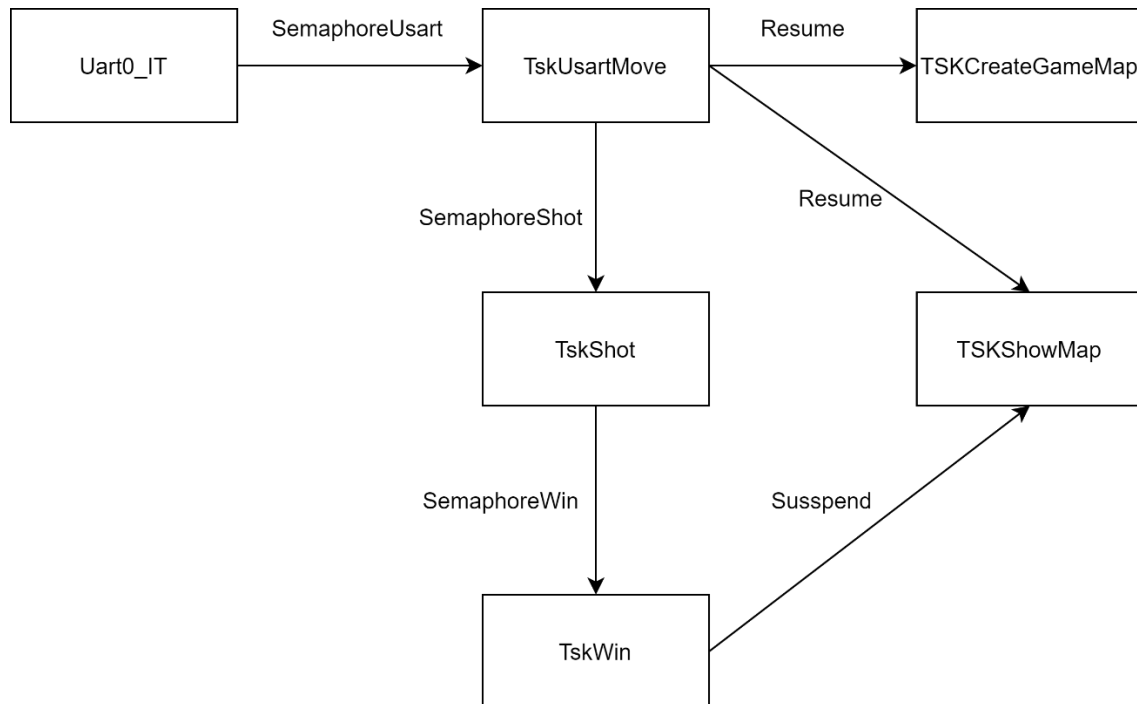 SemaphoreUsart
Resume
Uart0_IT
TskUsartMove
TSKCreateGameMap
Resume
SemaphoreShot
TskShot
TSKShowMap
SemaphoreWin
Susspend
TskWin